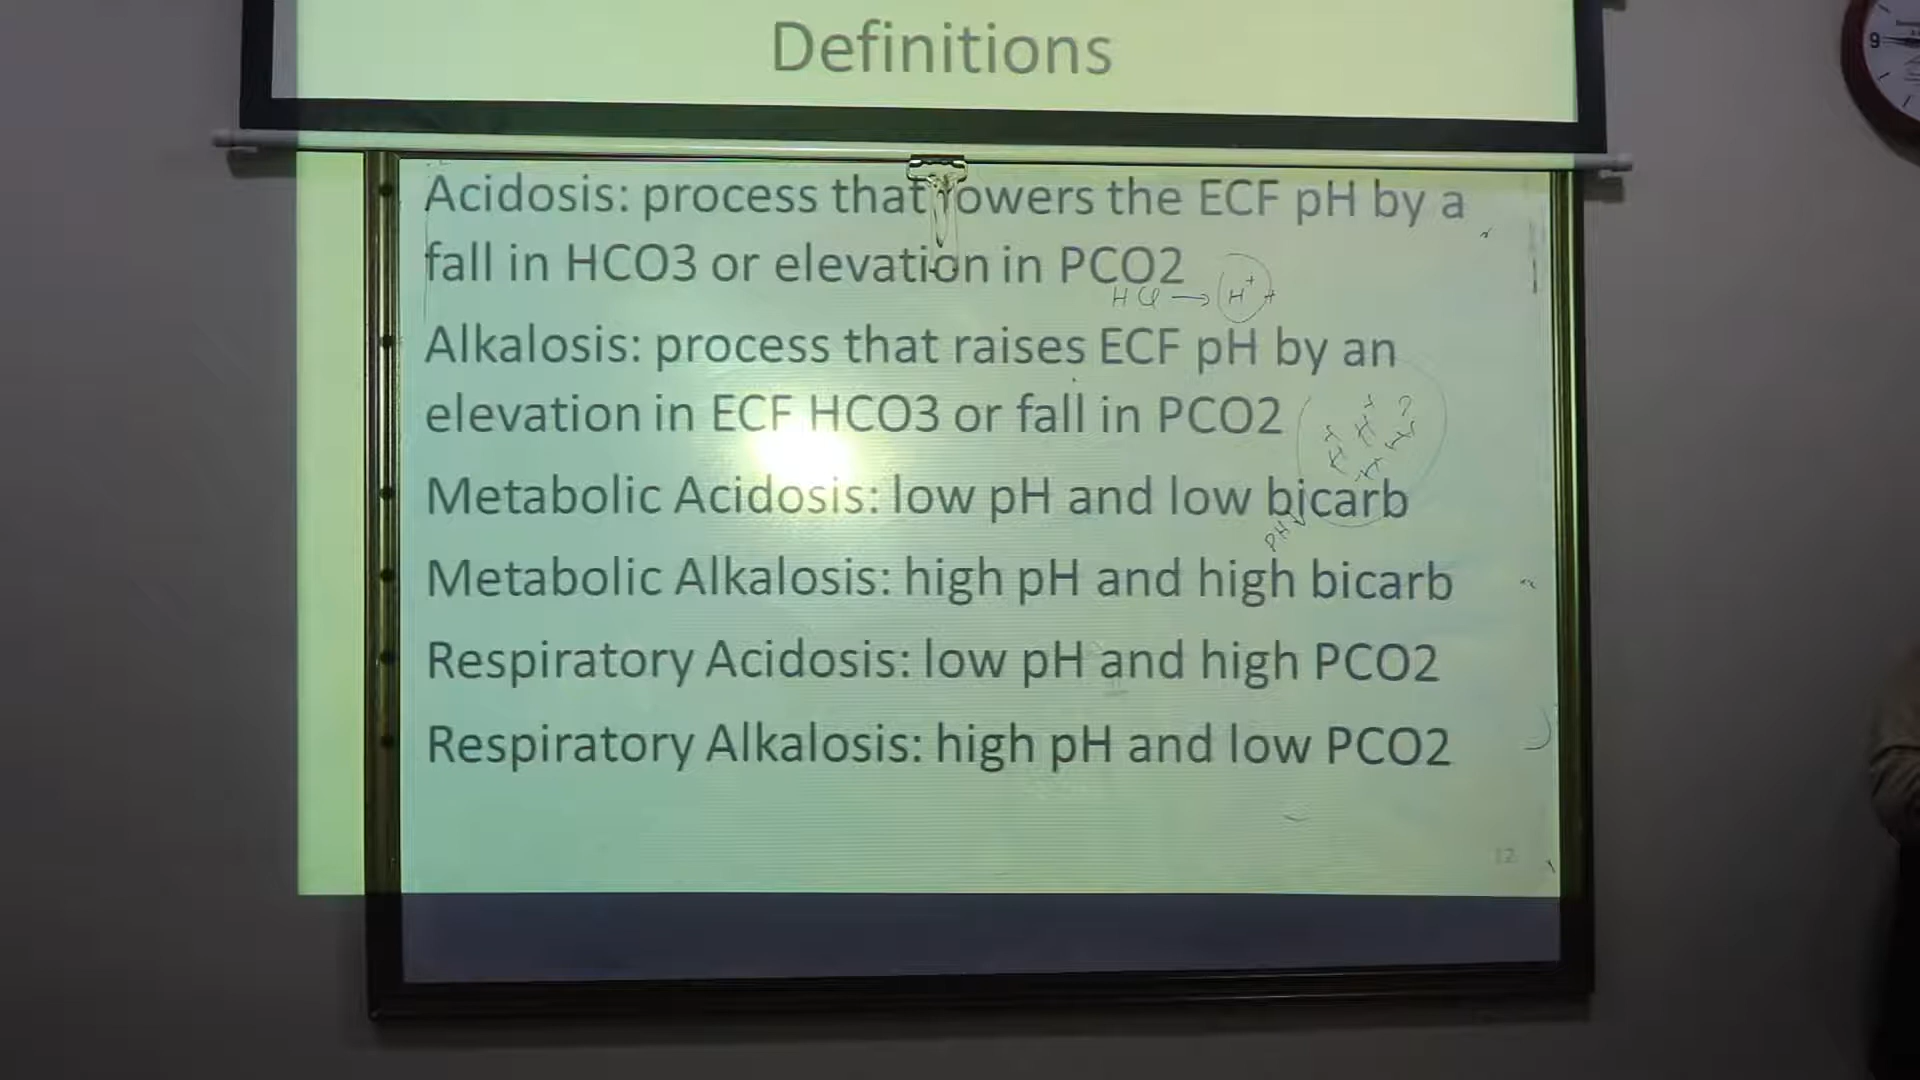 Definitions
Acidosis: process that lowers the ECF pH by a
fall in HCO3 or elevation in PCO2
HCl → H+ +
Alkalosis: process that raises ECF pH by an
elevation in ECF HCO3 or fall in PCO2
Metabolic Acidosis: low pH and low bicarb
PH
Metabolic Alkalosis: high pH and high bicarb
Respiratory Acidosis: low pH and high PCO2
Respiratory Alkalosis: high pH and low PCO2
12
9